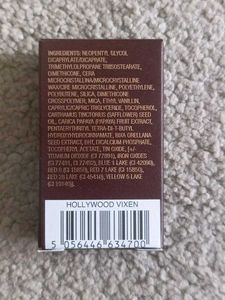 INGREDIENTS: NEOPENTYL GLYCOL
DICAPRYLATE/DICAPRATE,
TRIMETHYLOLPROPANE TRIISOSTEARATE,
DIMETHICONE, CERA
MICROCRISTALLINA/MICROCRYSTALLINE
WAX/CIRE MICROCRISTALLINE, POLYETHYLENE,
POLYBUTENE, SILICA, DIMETHICONE
CROSSPOLYMER, MICA, ETHYL VANILLIN,
CAPRYLIC/CAPRIC TRIGLYCERIDE, TOCOPHEROL,
CARTHAMUS TINCTORIUS (SAFFLOWER) SEED
OIL, CARICA PAPAYA (PAPAYA) FRUIT EXTRACT,
PENTAERYTHRITYL TETRA-DI-T-BUTYL
HYDROXYHYDROCINNAMATE, BIXA ORELLANA
SEED EXTRACT, BHT, DICALCIUM PHOSPHATE,
TOCOPHERYL ACETATE, TIN OXIDE, [+/-
TITANIUM DIOXIDE (CI 77891), IRON OXIDES
(CI 77491, CI 77492), BLUE 1 LAKE (CI 42090),
RED 6 (CI 15850), RED 7 LAKE (CI 15850),
RED 28 LAKE (CI 45410), YELLOW 5 LAKE
(CI 19140)].
HOLLYWOOD VIXEN
5 056446 634700